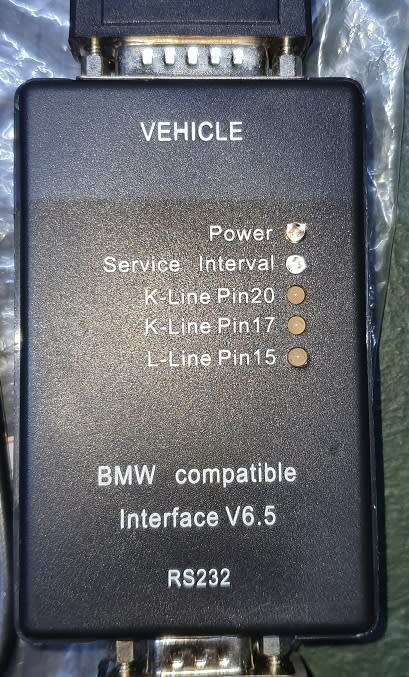 VEHICLE
Power
Service Interval
K-Line Pin20
K-Line Pin17
L-Line Pin15
BMW compatible
Interface V6.5
RS232